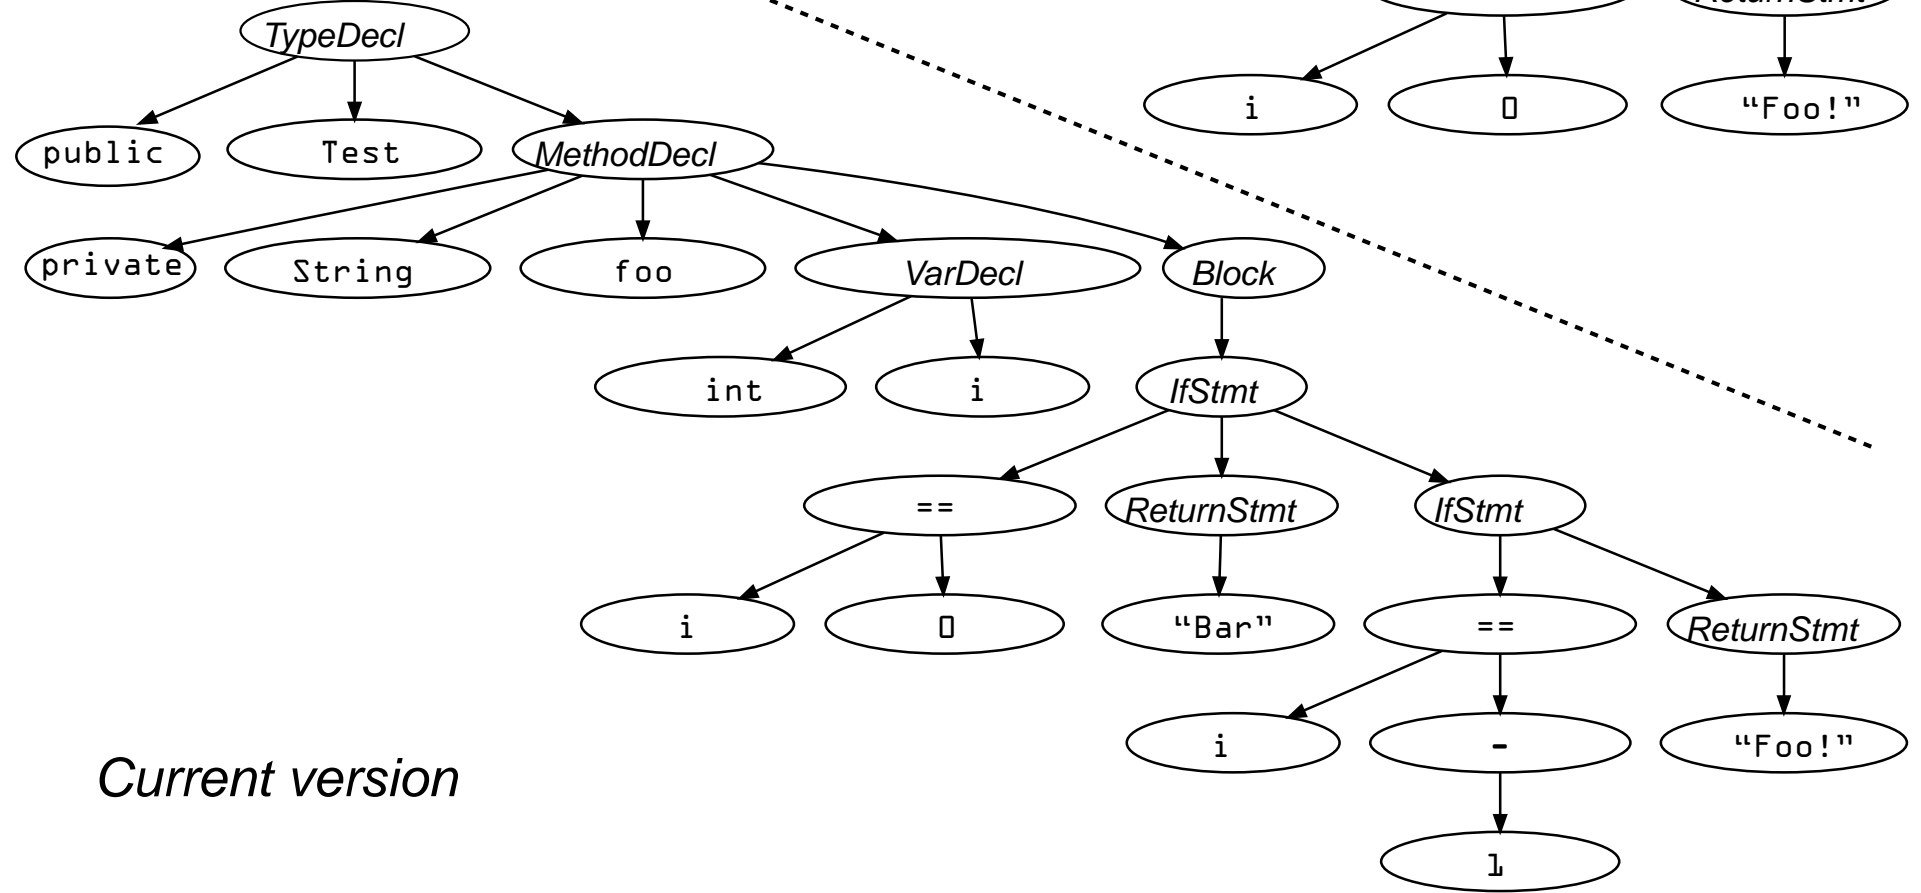 ReturnStmt
TypeDecl
i 0 "Foo!"
public Test MethodDecl
private String foo VarDecl Block
int i IfStmt
== ReturnStmt IfStmt
i 0 "Bar" == ReturnStmt
i - "Foo!"
Current version
1